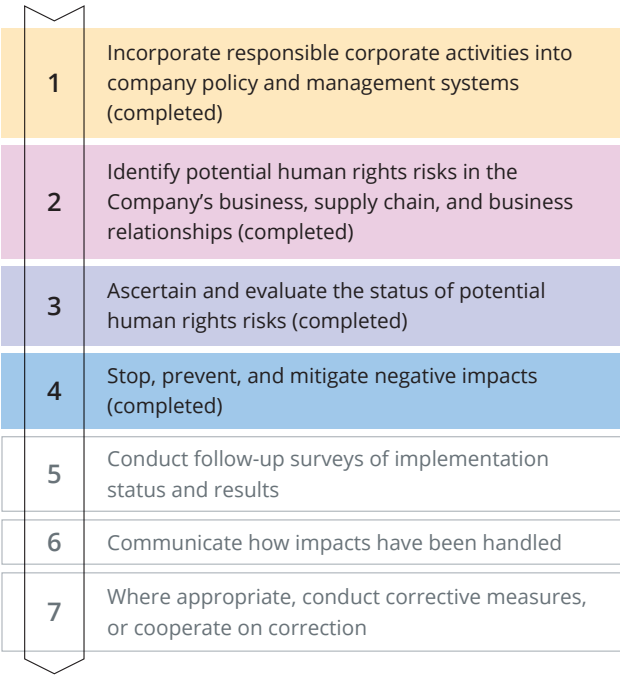 1
Incorporate responsible corporate activities into
company policy and management systems
(completed)
2
Identify potential human rights risks in the
Company’s business, supply chain, and business
relationships (completed)
3
Ascertain and evaluate the status of potential
human rights risks (completed)
4
Stop, prevent, and mitigate negative impacts
(completed)
5
Conduct follow-up surveys of implementation
status and results
6
Communicate how impacts have been handled
7
Where appropriate, conduct corrective measures,
or cooperate on correction